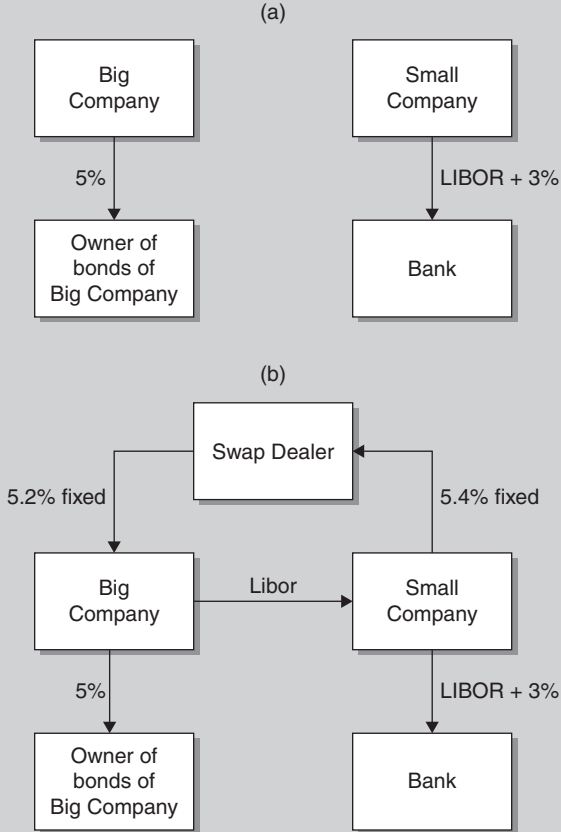 (a)
Big
Company
Small
Company
5%
LIBOR + 3%
Owner of
bonds of
Big Company
Bank
(b)
Swap Dealer
5.2% fixed
5.4% fixed
Big
Company
Libor
Small
Company
5%
LIBOR + 3%
Owner of
bonds of
Big Company
Bank